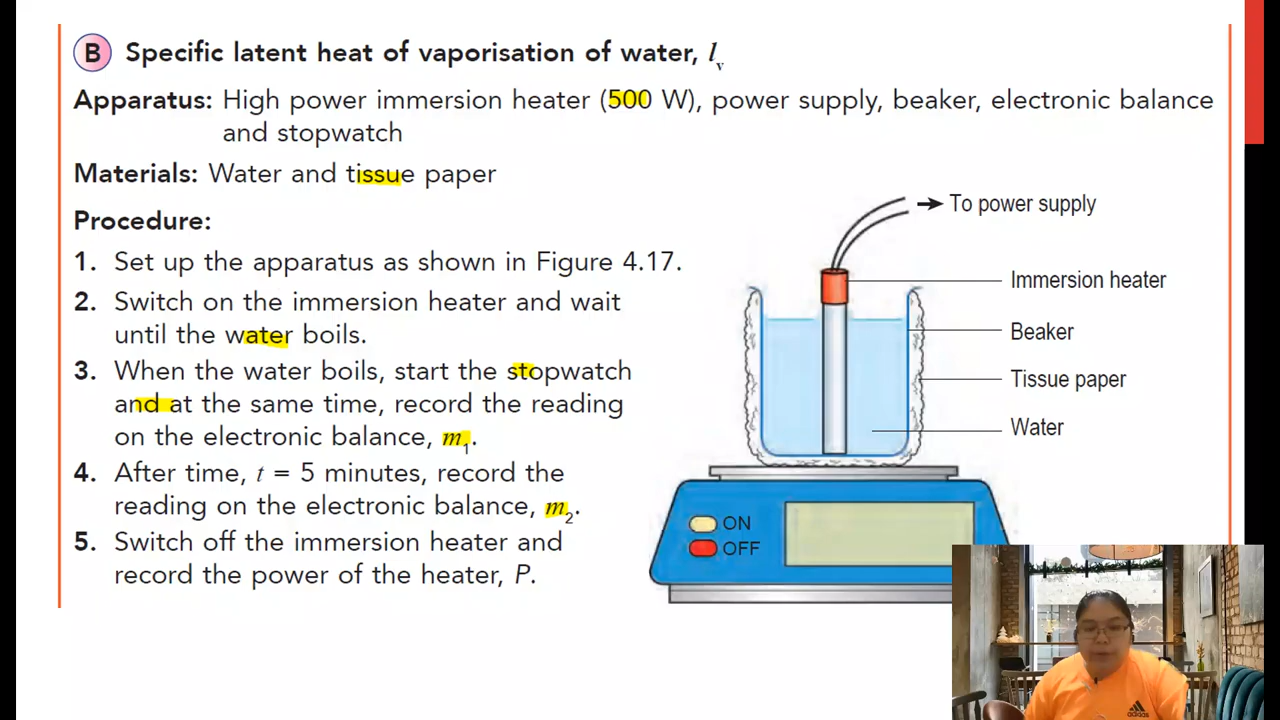 B Specific latent heat of vaporisation of water, lv
Apparatus: High power immersion heater (500 W), power supply, beaker, electronic balance
and stopwatch
Materials: Water and tissue paper
Procedure:
1. Set up the apparatus as shown in Figure 4.17.
2. Switch on the immersion heater and wait
until the water boils.
3. When the water boils, start the stopwatch
and at the same time, record the reading
on the electronic balance, m1.
4. After time, t = 5 minutes, record the
reading on the electronic balance, m2.
5. Switch off the immersion heater and
record the power of the heater, P.
To power supply
Immersion heater
Beaker
Tissue paper
Water
ON
OFF
adidas